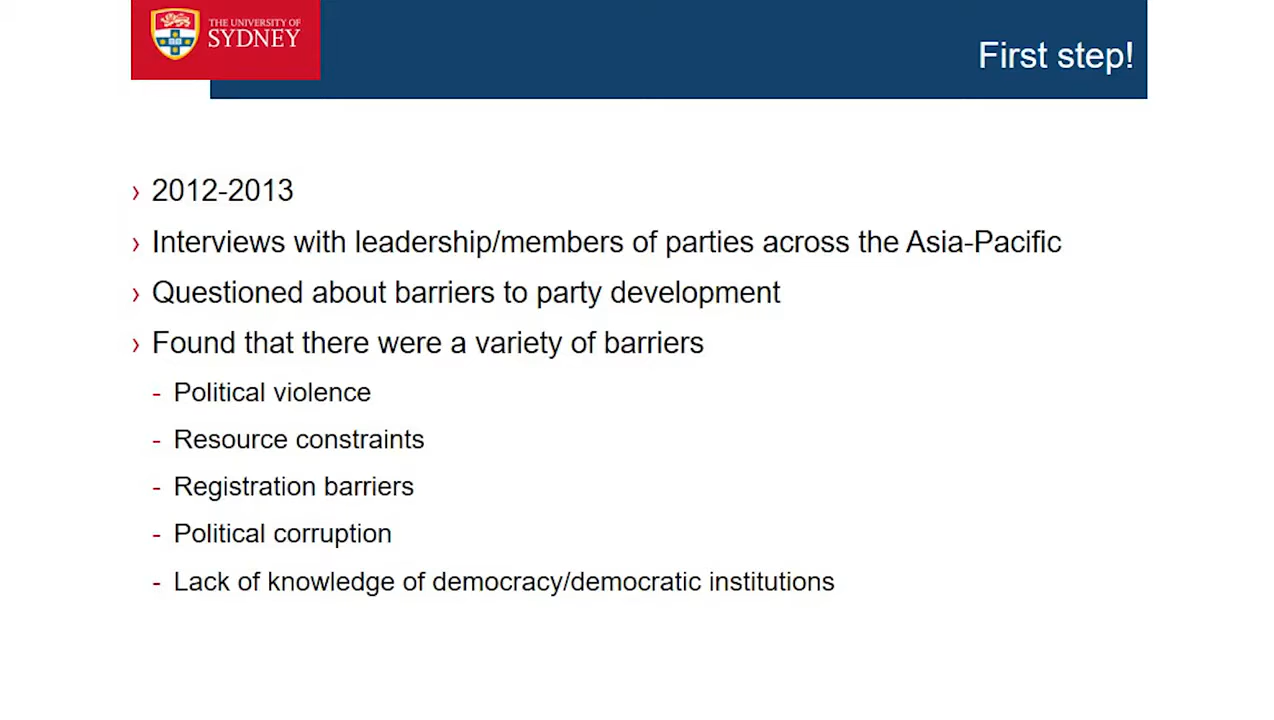 THE UNIVERSITY OF
SYDNEY
First step!
› 2012-2013
› Interviews with leadership/members of parties across the Asia-Pacific
› Questioned about barriers to party development
› Found that there were a variety of barriers
- Political violence
- Resource constraints
- Registration barriers
- Political corruption
- Lack of knowledge of democracy/democratic institutions